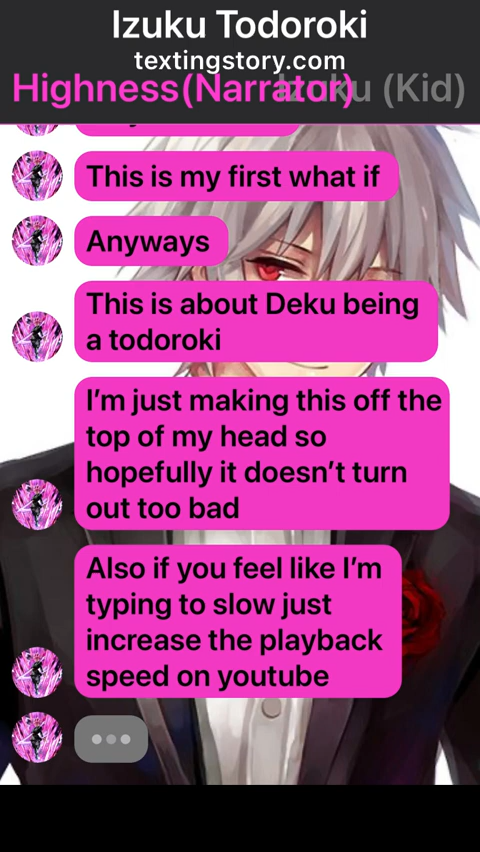 Izuku Todoroki
textingstory.com
Highness(Narrator)
Izuku (Kid)
This is my first what if
Anyways
This is about Deku being
a todoroki
I'm just making this off the
top of my head so
hopefully it doesn't turn
out too bad
Also if you feel like I'm
typing to slow just
increase the playback
speed on youtube